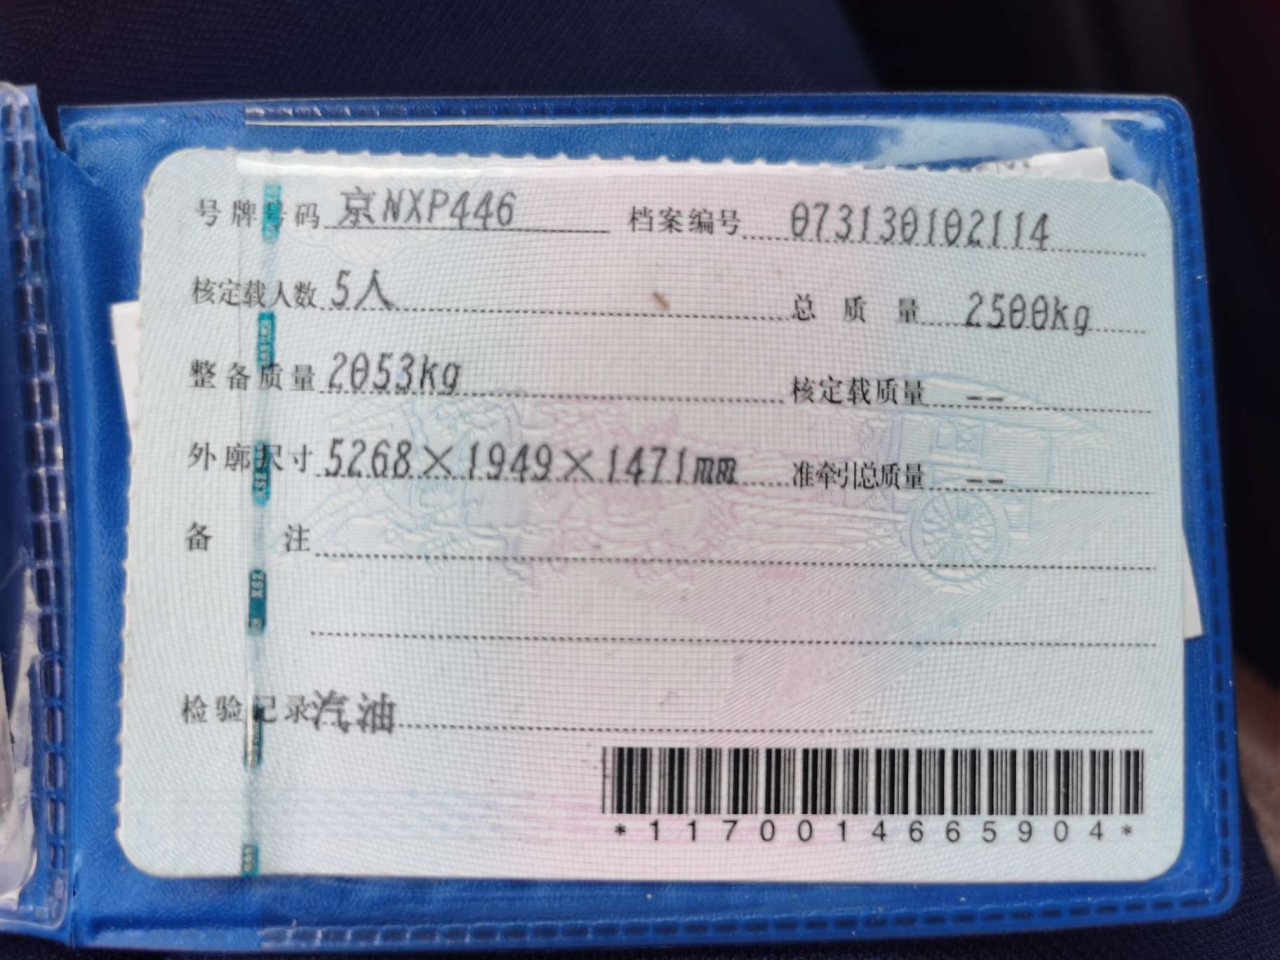 号牌号码 京NXP446 档案编号 073130102114
核定载人数 5人 总质量 2500kg
整备质量 2053kg 核定载质量 --
外廓尺寸 5268×1949×1471mm 准牵引总质量 --
备注
检验记录 汽油
*1170014665904*